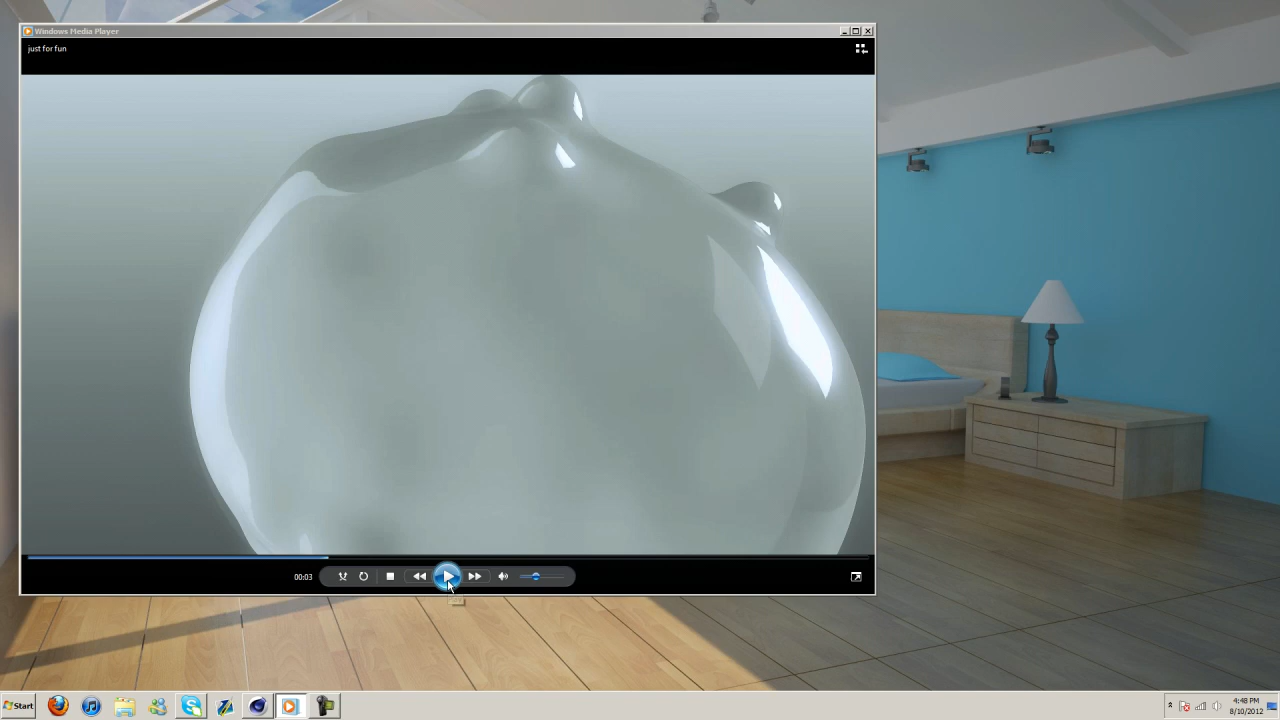 Windows Media Player
just for fun
00:03
Start
4:48 PM
8/10/2012